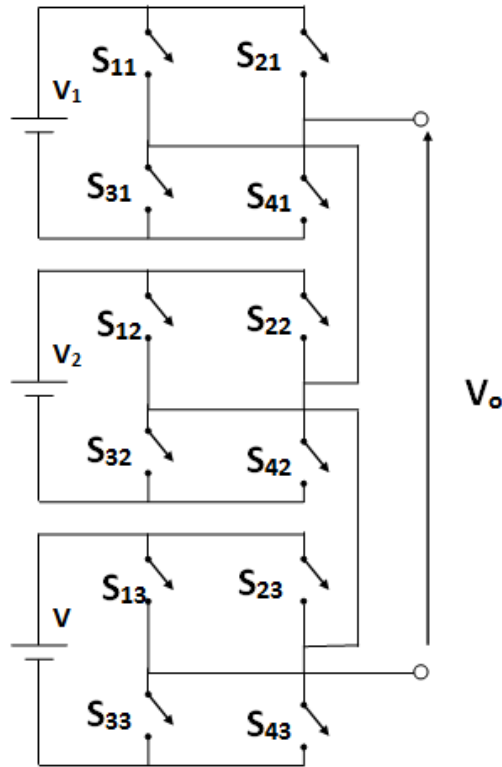 S₁₁ S₂₁
V₁
S₃₁ S₄₁
S₁₂ S₂₂
V₂
Vₒ
S₃₂ S₄₂
S₁₃ S₂₃
V
S₃₃ S₄₃